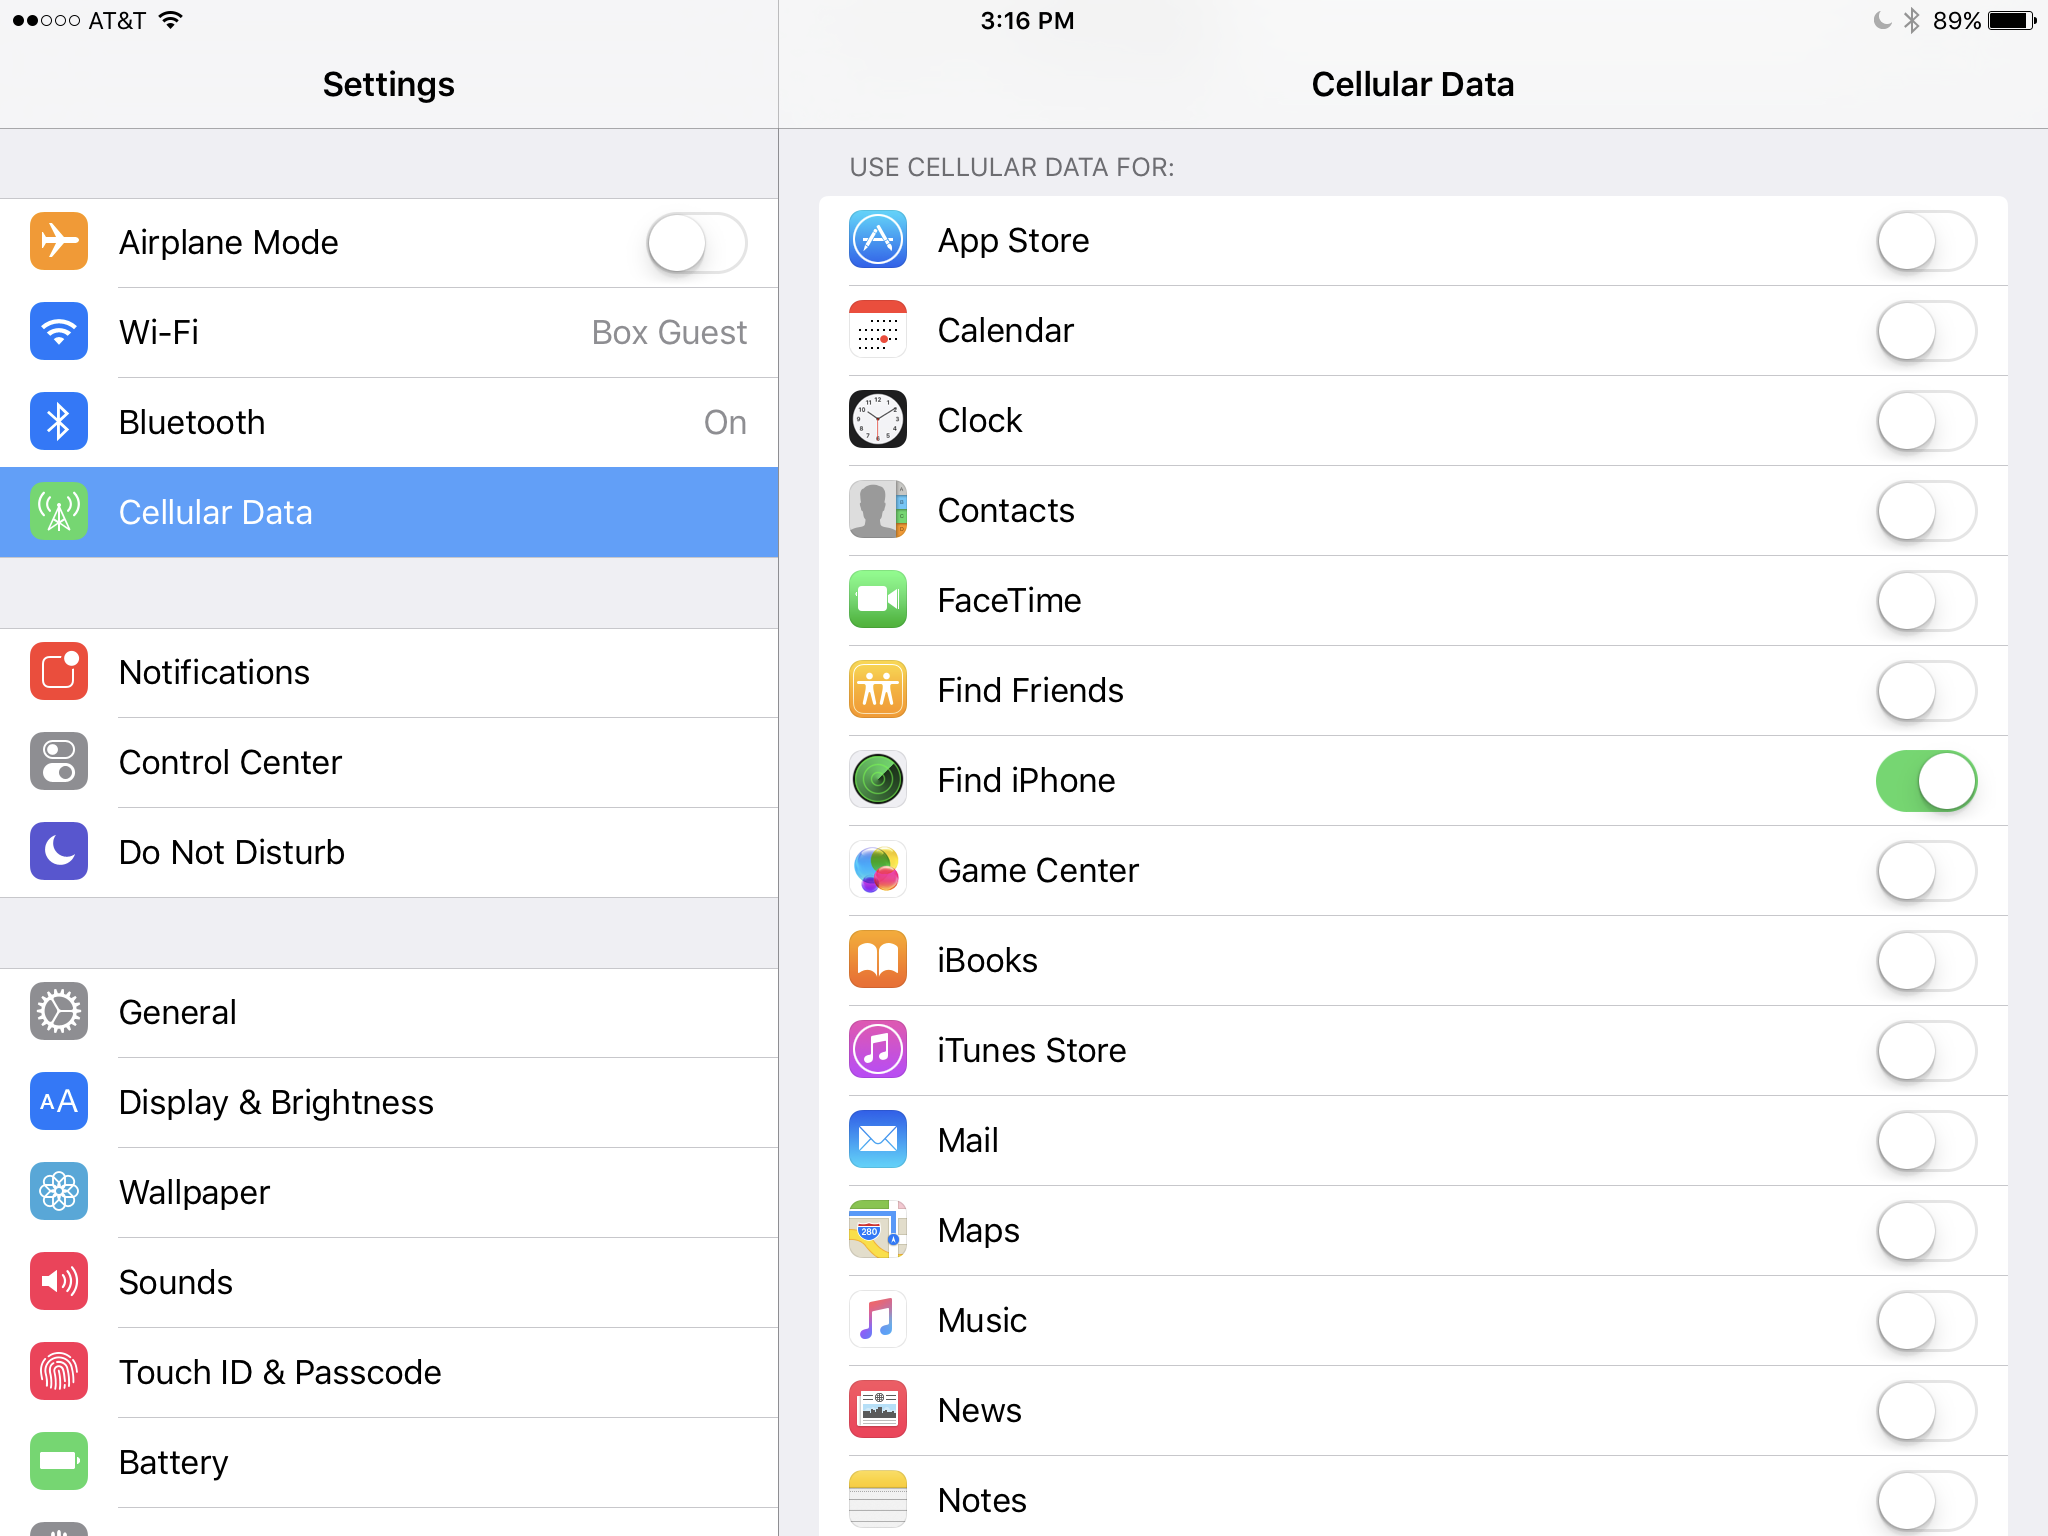 AT&T
3:16 PM
89%
Settings
Cellular Data
Airplane Mode
Wi-Fi
Box Guest
Bluetooth
On
Cellular Data
Notifications
Control Center
Do Not Disturb
General
AA
Display & Brightness
Wallpaper
Sounds
Touch ID & Passcode
Battery
USE CELLULAR DATA FOR:
App Store
Calendar
Clock
Contacts
FaceTime
Find Friends
Find iPhone
Game Center
iBooks
iTunes Store
Mail
280
Maps
Music
News
Notes